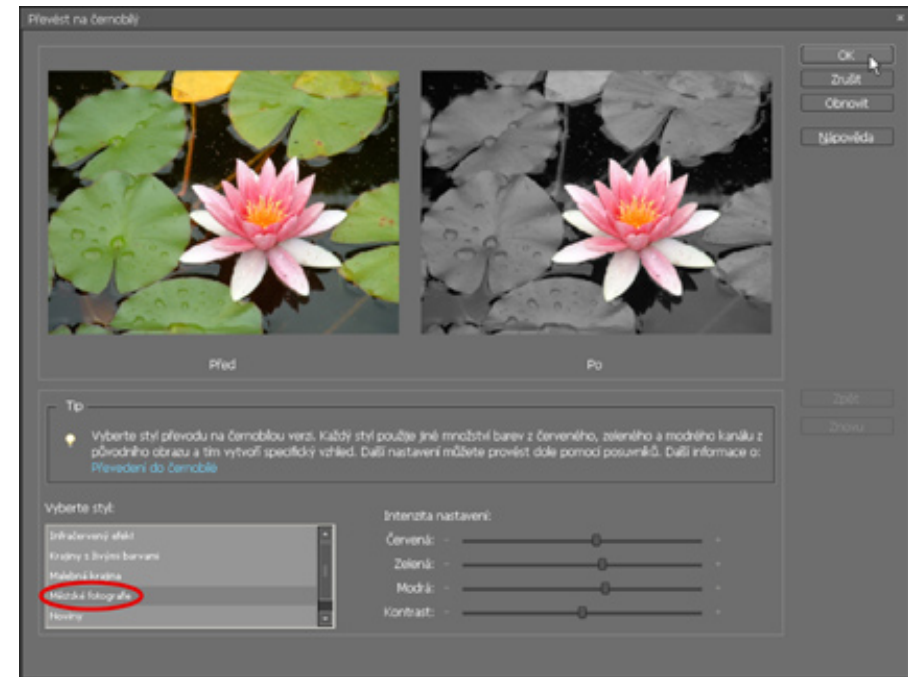 Převést na černobílý
OK
Zrušit
Obnovit
Nápověda
Před
Po
Zpět
Znovu
Tip
Vyberte styl převodu na černobílou verzi. Každý styl použije jiné množství barev z červeného, zeleného a modrého kanálu z
původního obrazu a tím vytvoří specifický vzhled. Další nastavení můžete provést dole pomocí posuvníků. Další informace o:
Převedení do černobílé
Vyberte styl:
Infračervený efekt
Krajiny s živými barvami
Malebná krajina
Městské fotografie
Noviny
Intenzita nastavení:
Červená:
Zelená:
Modrá:
Kontrast: